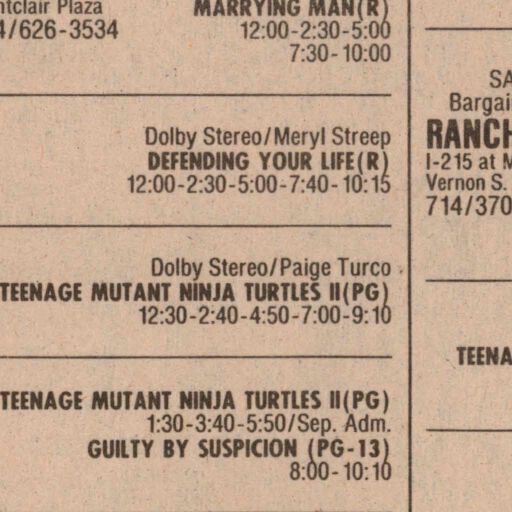 ntclair Plaza
4/626-3534
MARRYING MAN(R)
12:00-2:30-5:00
7:30-10:00
Dolby Stereo/Meryl Streep
DEFENDING YOUR LIFE(R)
12:00-2:30-5:00-7:40-10:15
Dolby Stereo/Paige Turco
TEENAGE MUTANT NINJA TURTLES II(PG)
12:30-2:40-4:50-7:00-9:10
TEENAGE MUTANT NINJA TURTLES II(PG)
1:30-3:40-5:50/Sep. Adm.
GUILTY BY SUSPICION (PG-13)
8:00-10:10
SA
Bargai
RANCH
I-215 at M
Vernon S.
714/370
TEENA